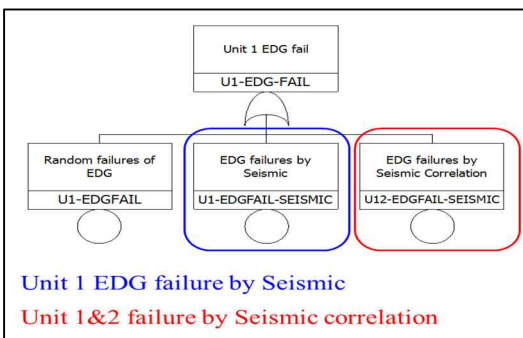 Unit 1 EDG fail
U1-EDG-FAIL
Random failures of
EDG
U1-EDGFAIL
EDG failures by
Seismic
U1-EDGFAIL-SEISMIC
EDG failures by
Seismic Correlation
U12-EDGFAIL-SEISMIC
Unit 1 EDG failure by Seismic
Unit 1&2 failure by Seismic correlation